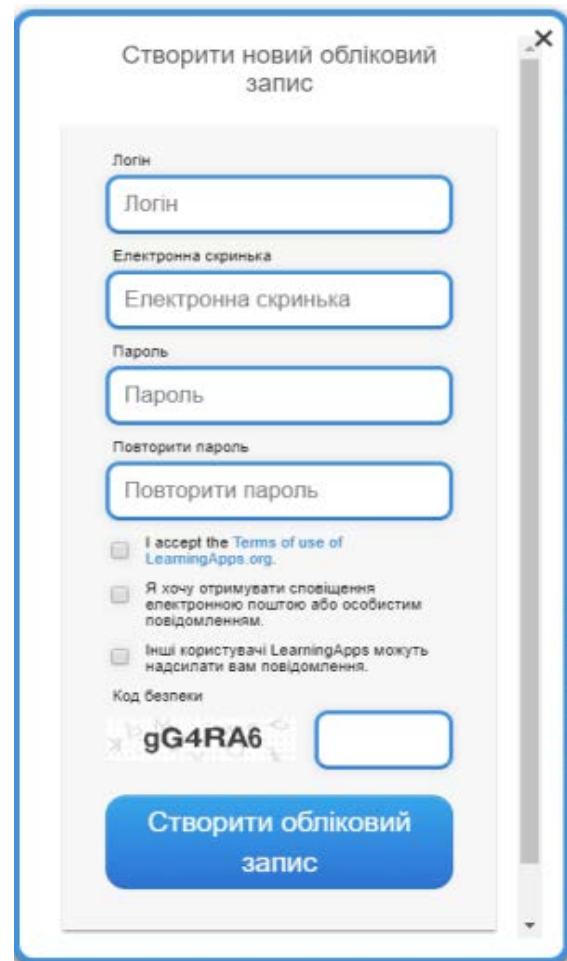 Створити новий обліковий
запис
Логін
Логін
Електронна скринька
Електронна скринька
Пароль
Пароль
Повторити пароль
Повторити пароль
I accept the Terms of use of
LearningApps.org.
Я хочу отримувати сповіщення
електронною поштою або особистим
повідомленням.
Інші користувачі LearningApps можуть
надсилати вам повідомлення.
Код безпеки
gG4RA6
Створити обліковий
запис